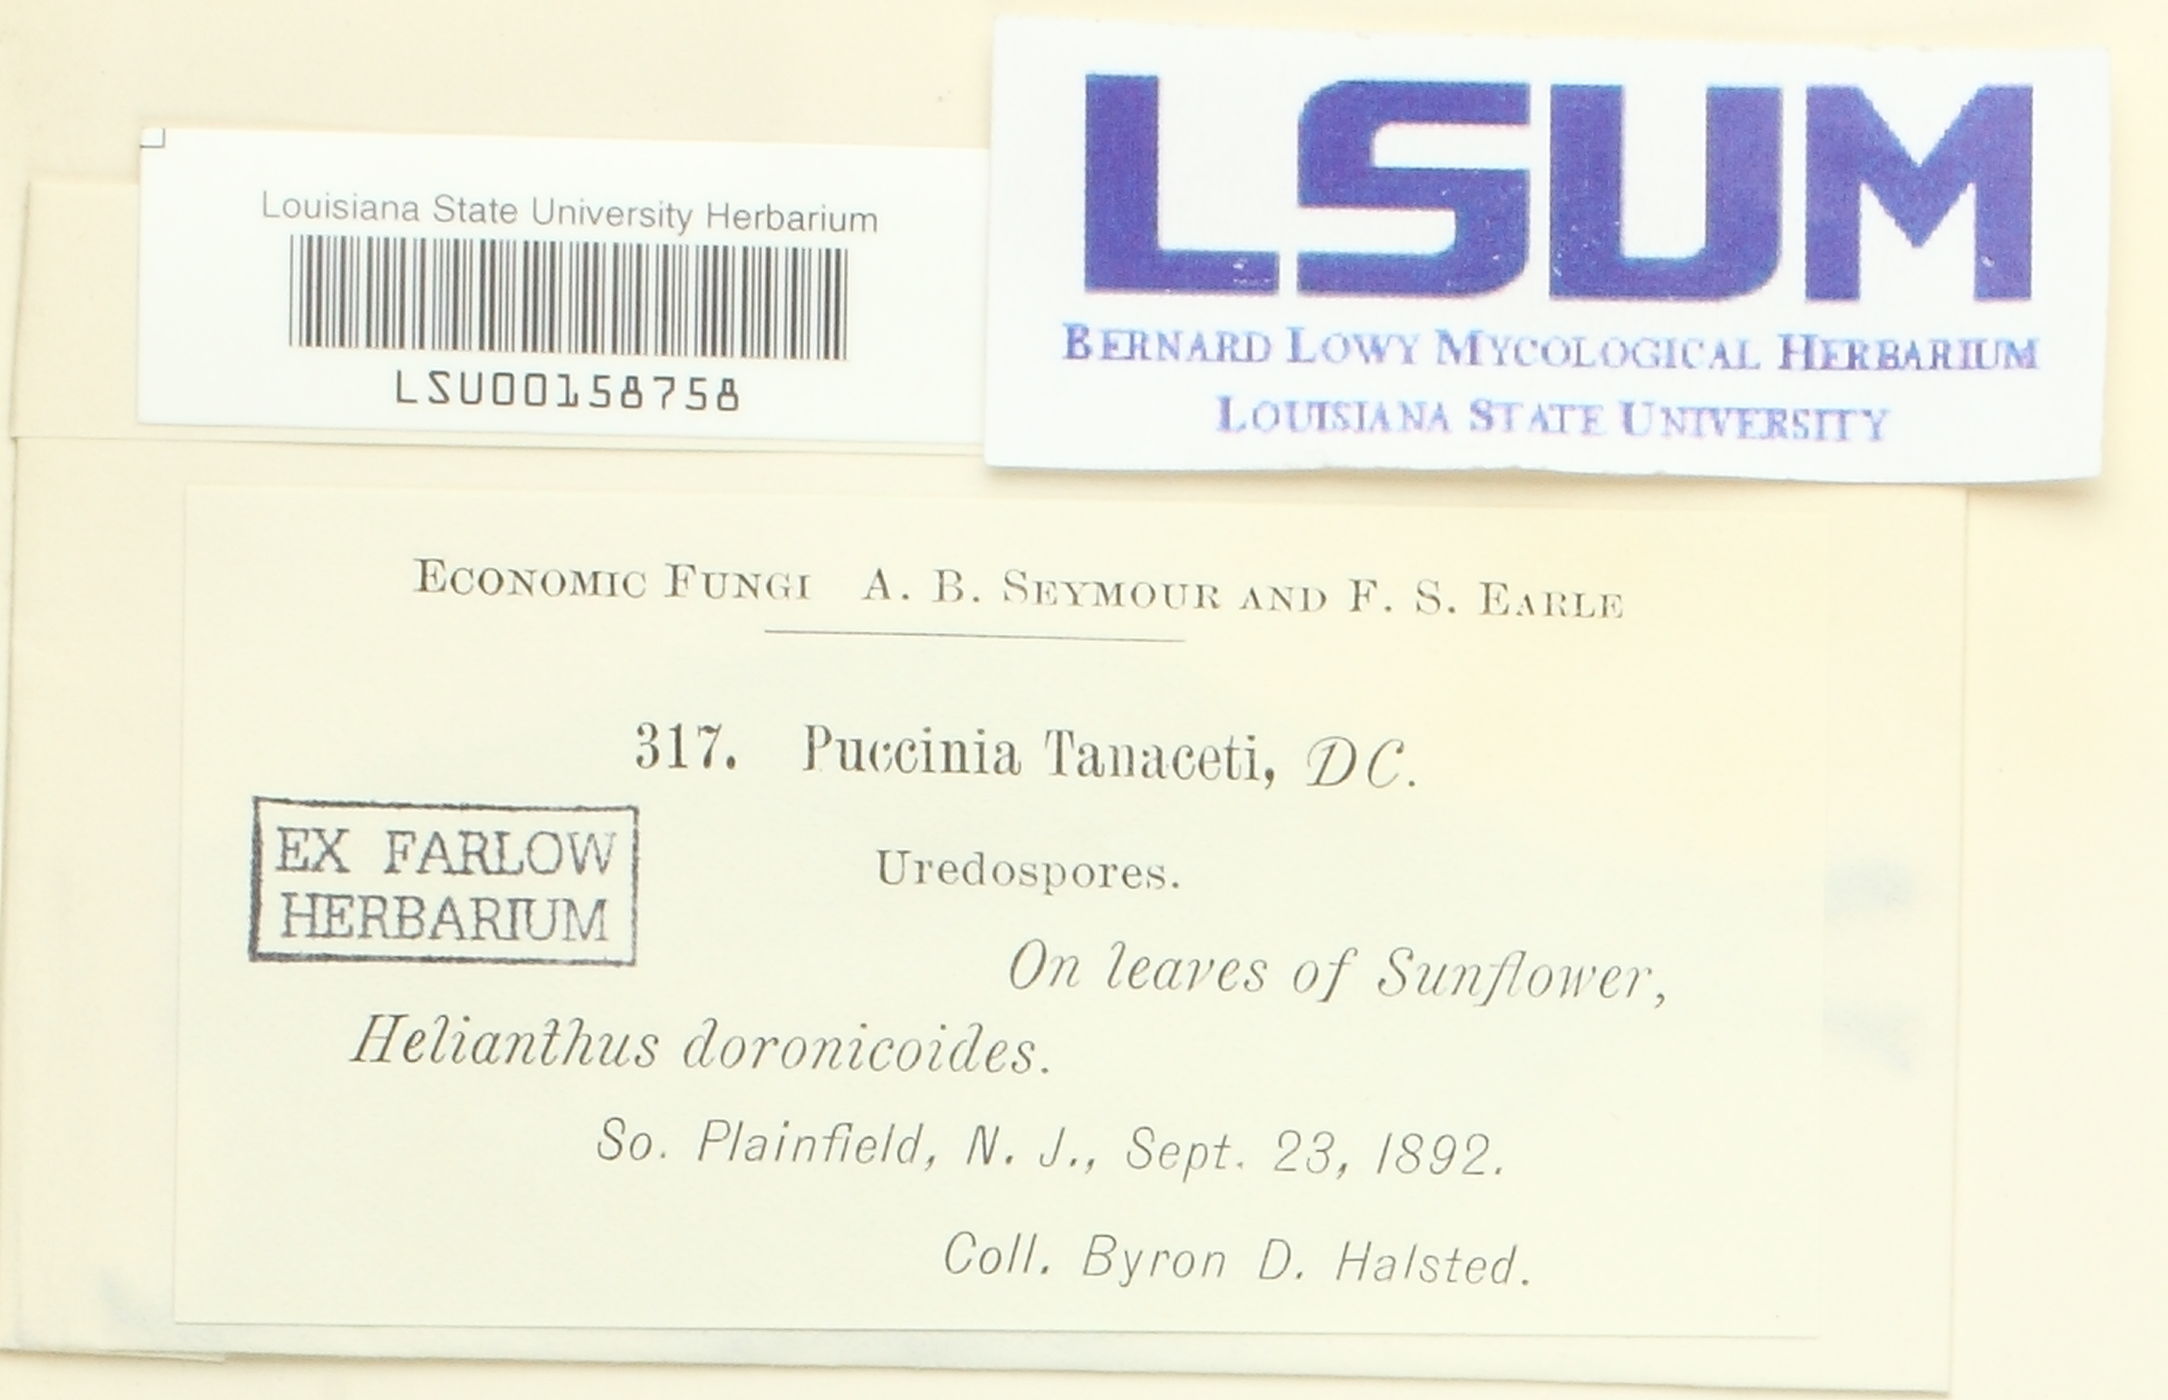 Louisiana State University Herbarium
LSU00158758
LSUM
BERNARD LOWY MYCOLOGICAL HERBARIUM
LOUISIANA STATE UNIVERSITY
ECONOMIC FUNGI A. B. SEYMOUR AND F. S. EARLE
317. Puccinia Tanaceti, DC.
EX FARLOW
HERBARIUM
Uredospores.
On leaves of Sunflower,
Helianthus doronicoides.
So. Plainfield, N. J., Sept. 23, 1892.
Coll. Byron D. Halsted.